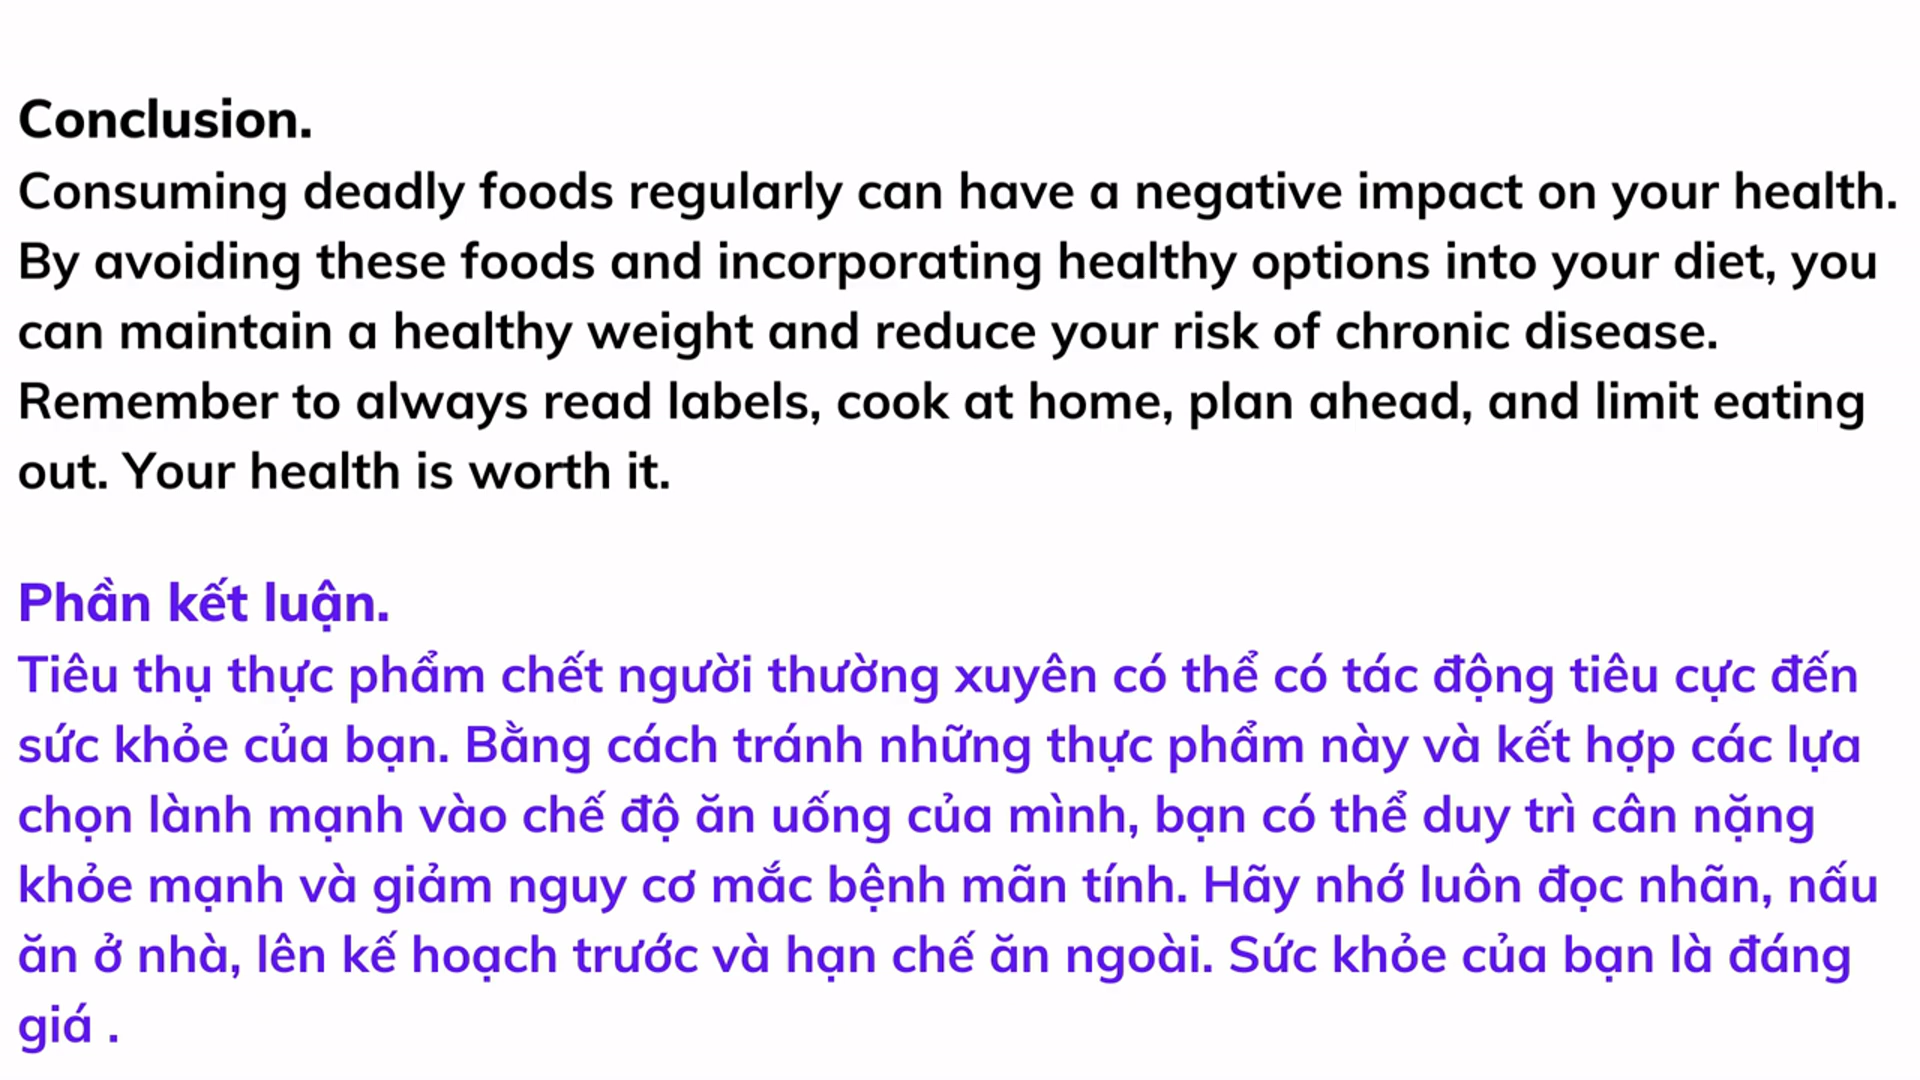 Conclusion.
Consuming deadly foods regularly can have a negative impact on your health.
By avoiding these foods and incorporating healthy options into your diet, you
can maintain a healthy weight and reduce your risk of chronic disease.
Remember to always read labels, cook at home, plan ahead, and limit eating
out. Your health is worth it.
Phần kết luận.
Tiêu thụ thực phẩm chết người thường xuyên có thể có tác động tiêu cực đến
sức khỏe của bạn. Bằng cách tránh những thực phẩm này và kết hợp các lựa
chọn lành mạnh vào chế độ ăn uống của mình, bạn có thể duy trì cân nặng
khỏe mạnh và giảm nguy cơ mắc bệnh mãn tính. Hãy nhớ luôn đọc nhãn, nấu
ăn ở nhà, lên kế hoạch trước và hạn chế ăn ngoài. Sức khỏe của bạn là đáng
giá .